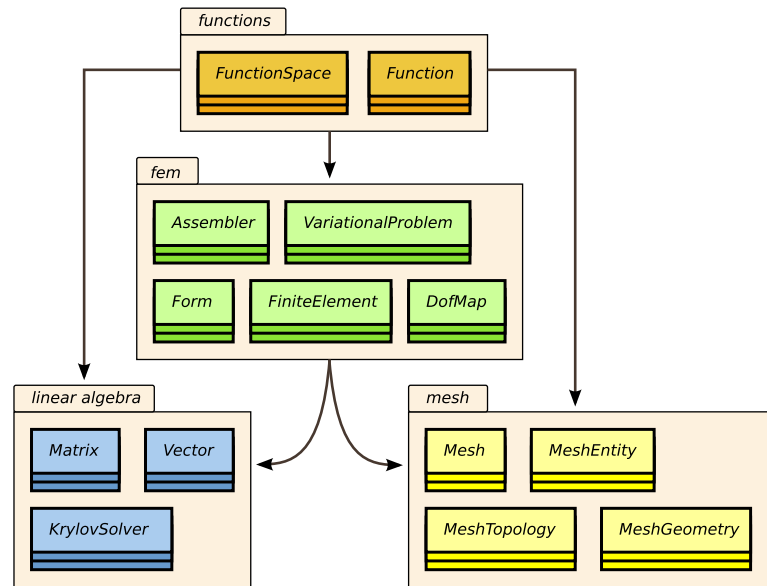 functions
FunctionSpace
Function
fem
Assembler
VariationalProblem
Form
FiniteElement
DofMap
linear algebra
Matrix
Vector
KrylovSolver
mesh
Mesh
MeshEntity
MeshTopology
MeshGeometry